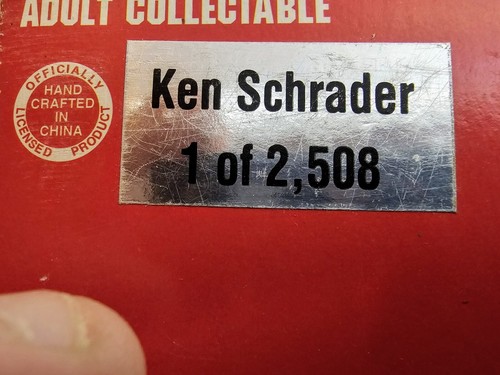 ADULT COLLECTABLE
OFFICIALLY
HAND
CRAFTED
IN
CHINA
LICENSED PRODUCT
Ken Schrader
1 of 2,508